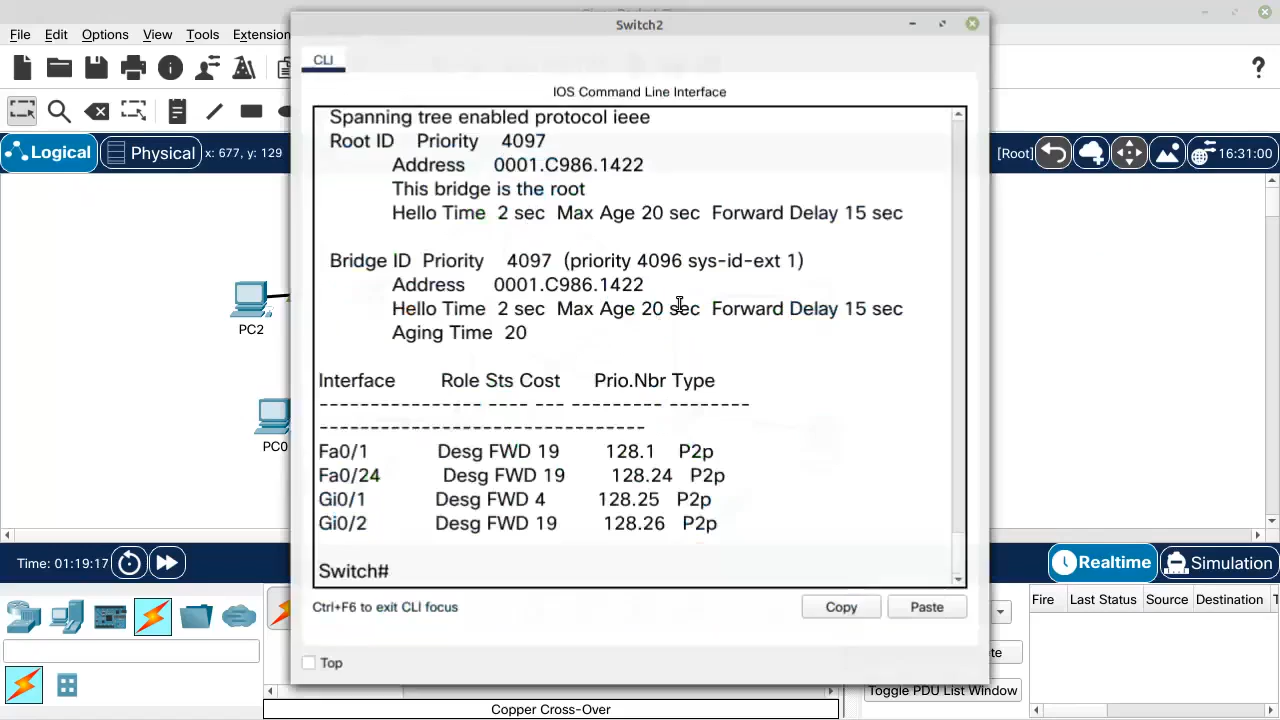 Switch2
File Edit Options View Tools Extension
CLI
IOS Command Line Interface
Logical Physical x: 677, y: 129 [Root] 16:31:00
Spanning tree enabled protocol ieee
Root ID Priority 4097
Address 0001.C986.1422
This bridge is the root
Hello Time 2 sec Max Age 20 sec Forward Delay 15 sec
Bridge ID Priority 4097 (priority 4096 sys-id-ext 1)
Address 0001.C986.1422
Hello Time 2 sec Max Age 20 sec Forward Delay 15 sec
Aging Time 20
PC2
Interface Role Sts Cost Prio.Nbr Type
---------------- ---- --- --------- --------
--------------------------------
PC0
Fa0/1 Desg FWD 19 128.1 P2p
Fa0/24 Desg FWD 19 128.24 P2p
Gi0/1 Desg FWD 4 128.25 P2p
Gi0/2 Desg FWD 19 128.26 P2p
Switch#
Time: 01:19:17 Realtime Simulation
Ctrl+F6 to exit CLI focus Copy Paste
Fire Last Status Source Destination T
Top
Toggle PDU List Window
Copper Cross-Over